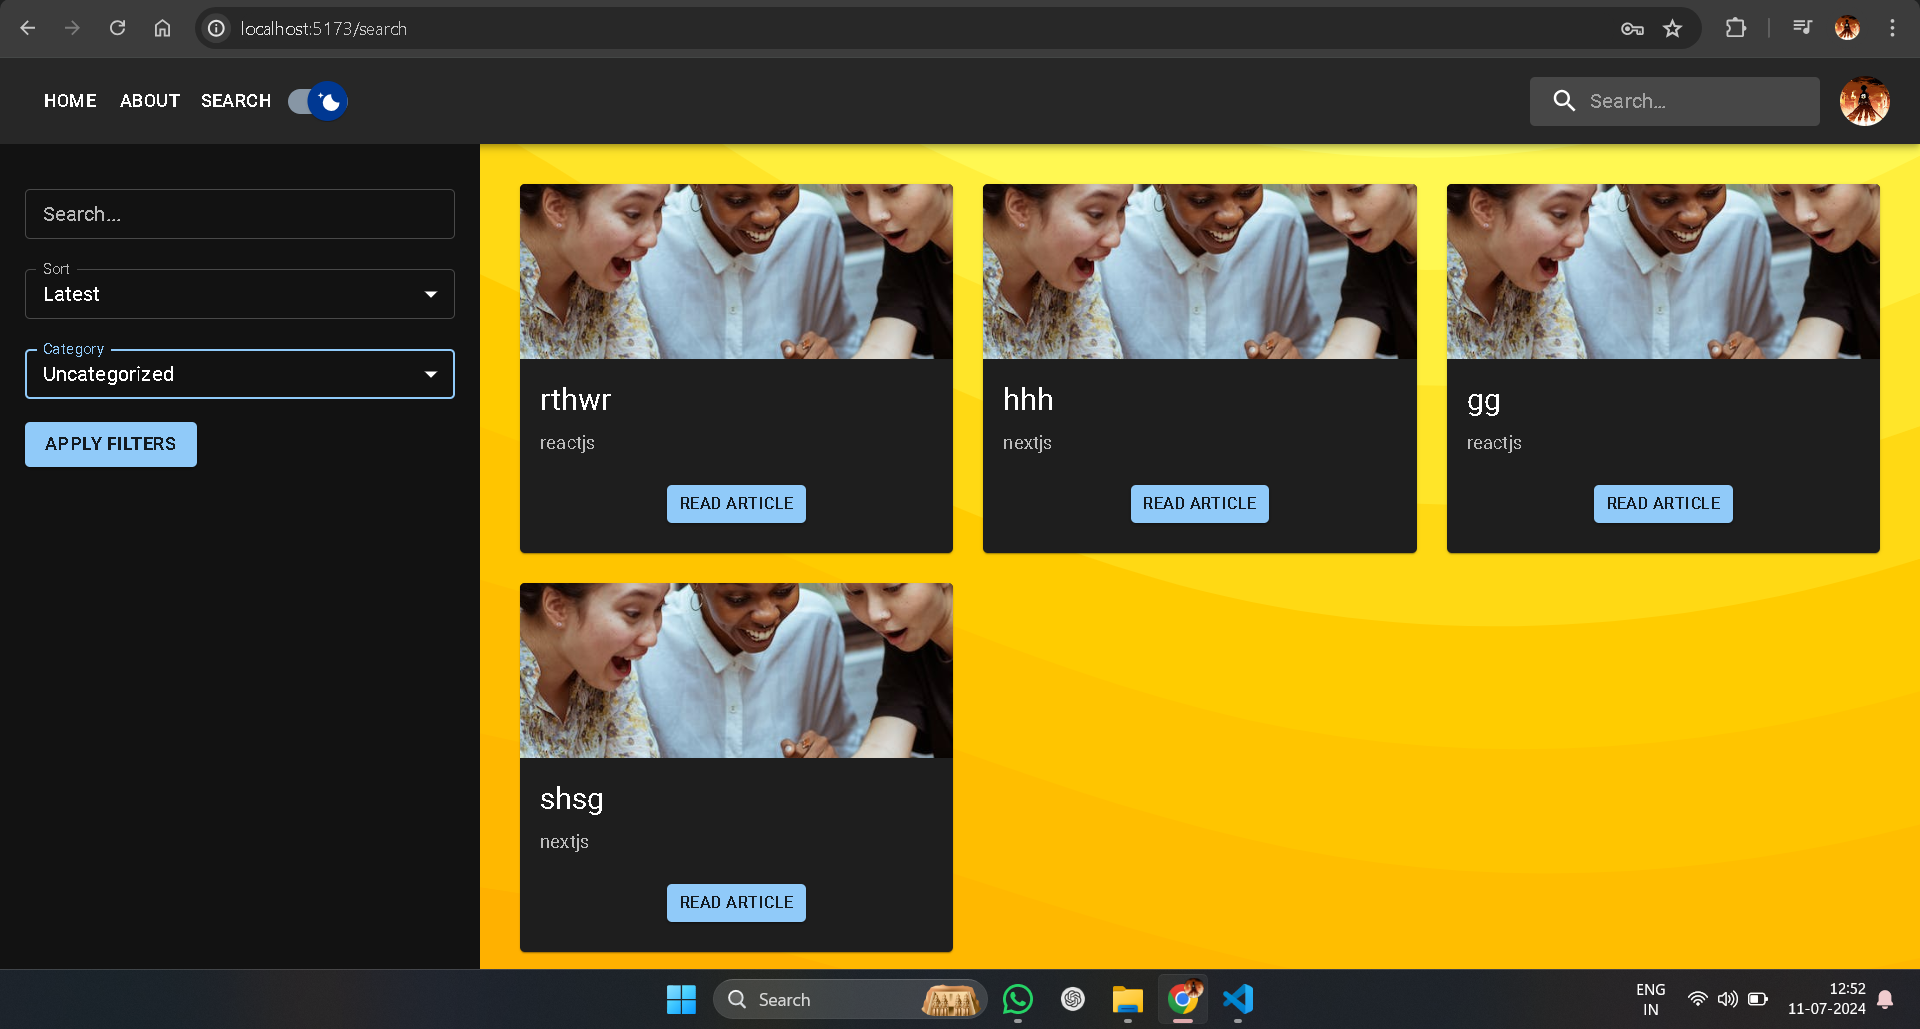 localhost:5173/search
HOME ABOUT SEARCH
Search...
Search...
Sort
Latest
Category
Uncategorized
APPLY FILTERS
rthwr
reactjs
READ ARTICLE
hhh
nextjs
READ ARTICLE
gg
reactjs
READ ARTICLE
shsg
nextjs
READ ARTICLE
Search
ENG
IN
12:52
11-07-2024